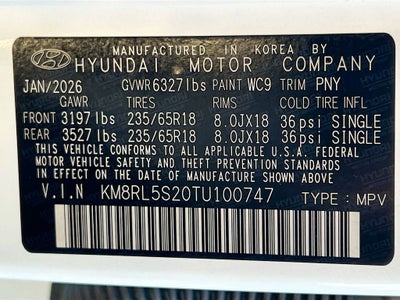 MANUFACTURED IN KOREA BY
HYUNDAI MOTOR COMPANY
JAN/2026 GVWR 6327 lbs PAINT WC9 TRIM PNY
GAWR TIRES RIMS COLD TIRE INFL
FRONT 3197 lbs 235/65R18 8.0JX18 36psi SINGLE
REAR 3527 lbs 235/65R18 8.0JX18 36psi SINGLE
THIS VEHICLE CONFORMS TO ALL APPLICABLE U.S.A. FEDERAL
MOTOR VEHICLE SAFETY, BUMPER, AND THEFT PREVENTION STANDARDS
IN EFFECT ON THE DATE OF MANUFACTURE SHOWN ABOVE.
V.I.N KM8RL5S20TU100747 TYPE : MPV